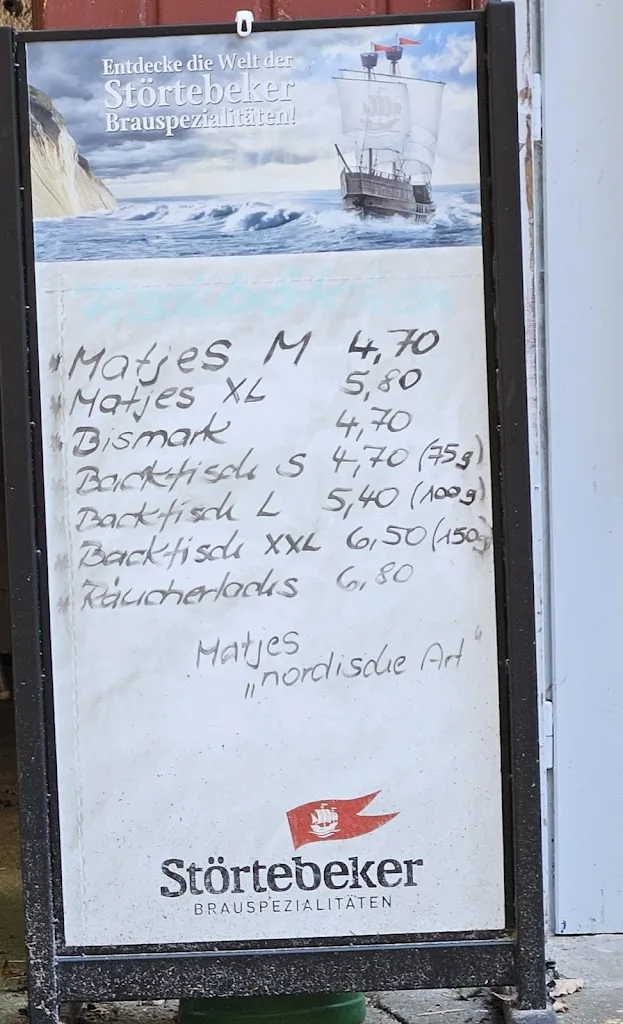 Entdecke die Welt der
Störtebeker
Brauspezialitäten!
* Matjes M 4,70
* Matjes XL 5,80
* Bismark 4,70
* Backfisch S 4,70 (75g)
* Backfisch L 5,40 (100g)
* Backfisch XXL 6,50 (150g)
* Räucherlachs 6,80
Matjes
„nordische Art"
Störtebeker
BRAUSPEZIALITÄTEN